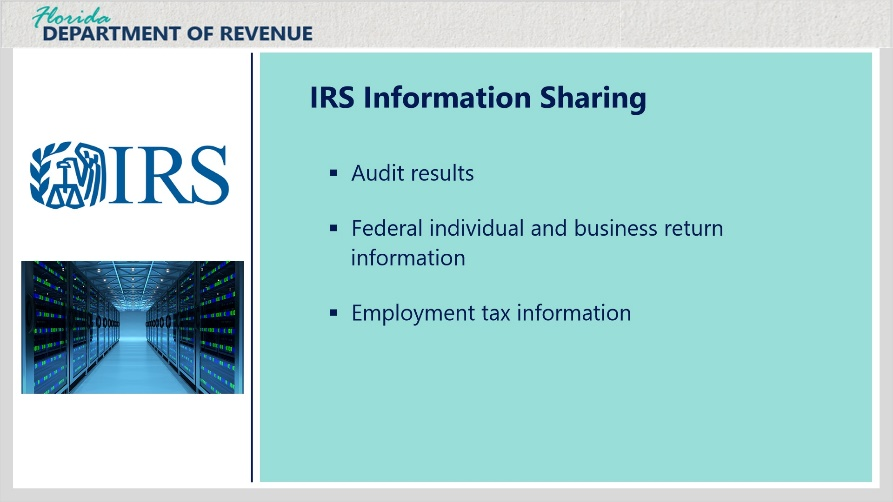 Florida
DEPARTMENT OF REVENUE
IRS Information Sharing
IRS
▪ Audit results
▪ Federal individual and business return
information
▪ Employment tax information